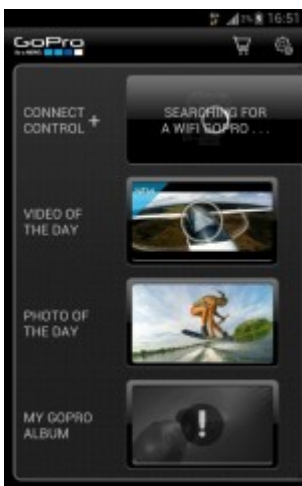 16:51
GoPro
CONNECT +
CONTROL
SEARCHING FOR
A WIFI GOPRO . . .
VIDEO OF
THE DAY
PHOTO OF
THE DAY
MY GOPRO
ALBUM
!